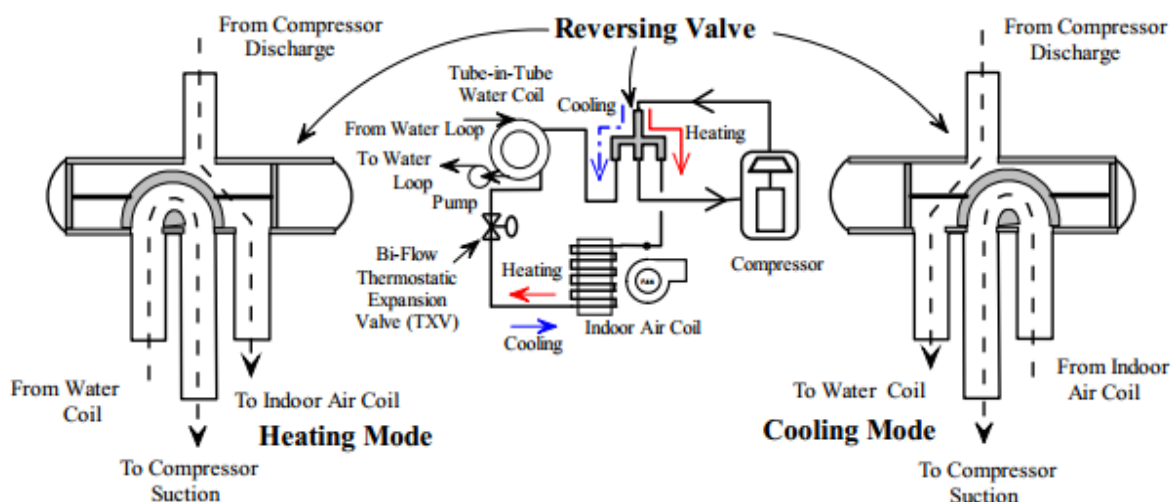 From Compressor
Discharge
Reversing Valve
From Compressor
Discharge
Tube-in-Tube
Water Coil
Cooling
From Water Loop
Heating
To Water
Loop
Pump
Bi-Flow
Thermostatic
Expansion
Valve (TXV)
Heating
Cooling
FAN
Indoor Air Coil
Compressor
From Water
Coil
To Indoor Air Coil
Heating Mode
To Compressor
Suction
To Water Coil
From Indoor
Air Coil
Cooling Mode
To Compressor
Suction